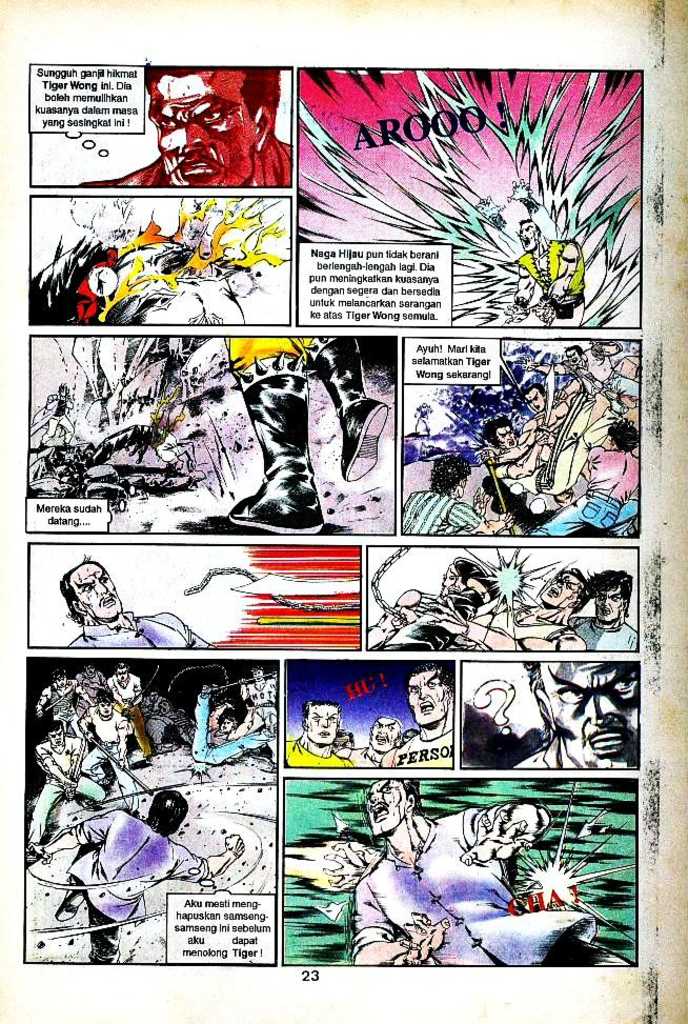 Sungguh ganjil hikmat
Tiger Wong ini. Dia
boleh memulihkan
kuasanya dalam masa
yang sesingkat ini !
AROOO !
Naga Hijau pun tidak berani
berlengah-lengah lagi. Dia
pun meningkatkan kuasanya
dengan segera dan bersedia
untuk melancarkan serangan
ke atas Tiger Wong semula.
Mereka sudah
datang....
Ayuh! Mari kita
selamatkan Tiger
Wong sekarang!
HU !
PERSON
?
Aku mesti meng-
hapuskan samseng-
samseng ini sebelum
aku dapat
menolong Tiger !
CHA !
23